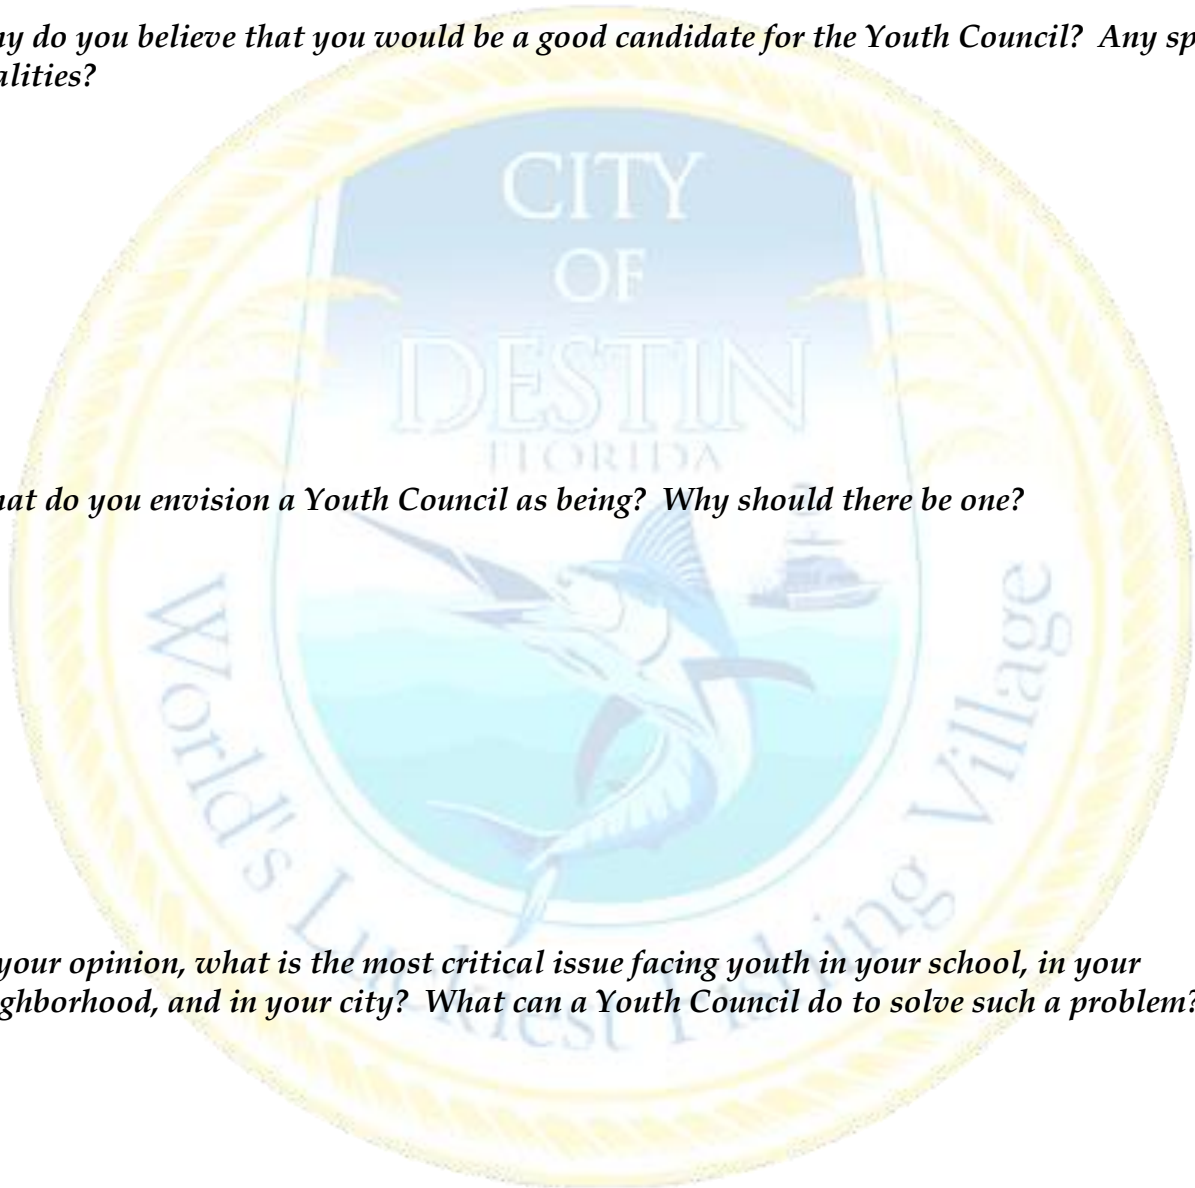 ny do you believe that you would be a good candidate for the Youth Council? Any sp
alities?
CITY
OF
DESTIN
FLORIDA
hat do you envision a Youth Council as being? Why should there be one?
World's Luckiest Fishing Village
your opinion, what is the most critical issue facing youth in your school, in your
ghborhood, and in your city? What can a Youth Council do to solve such a problem?